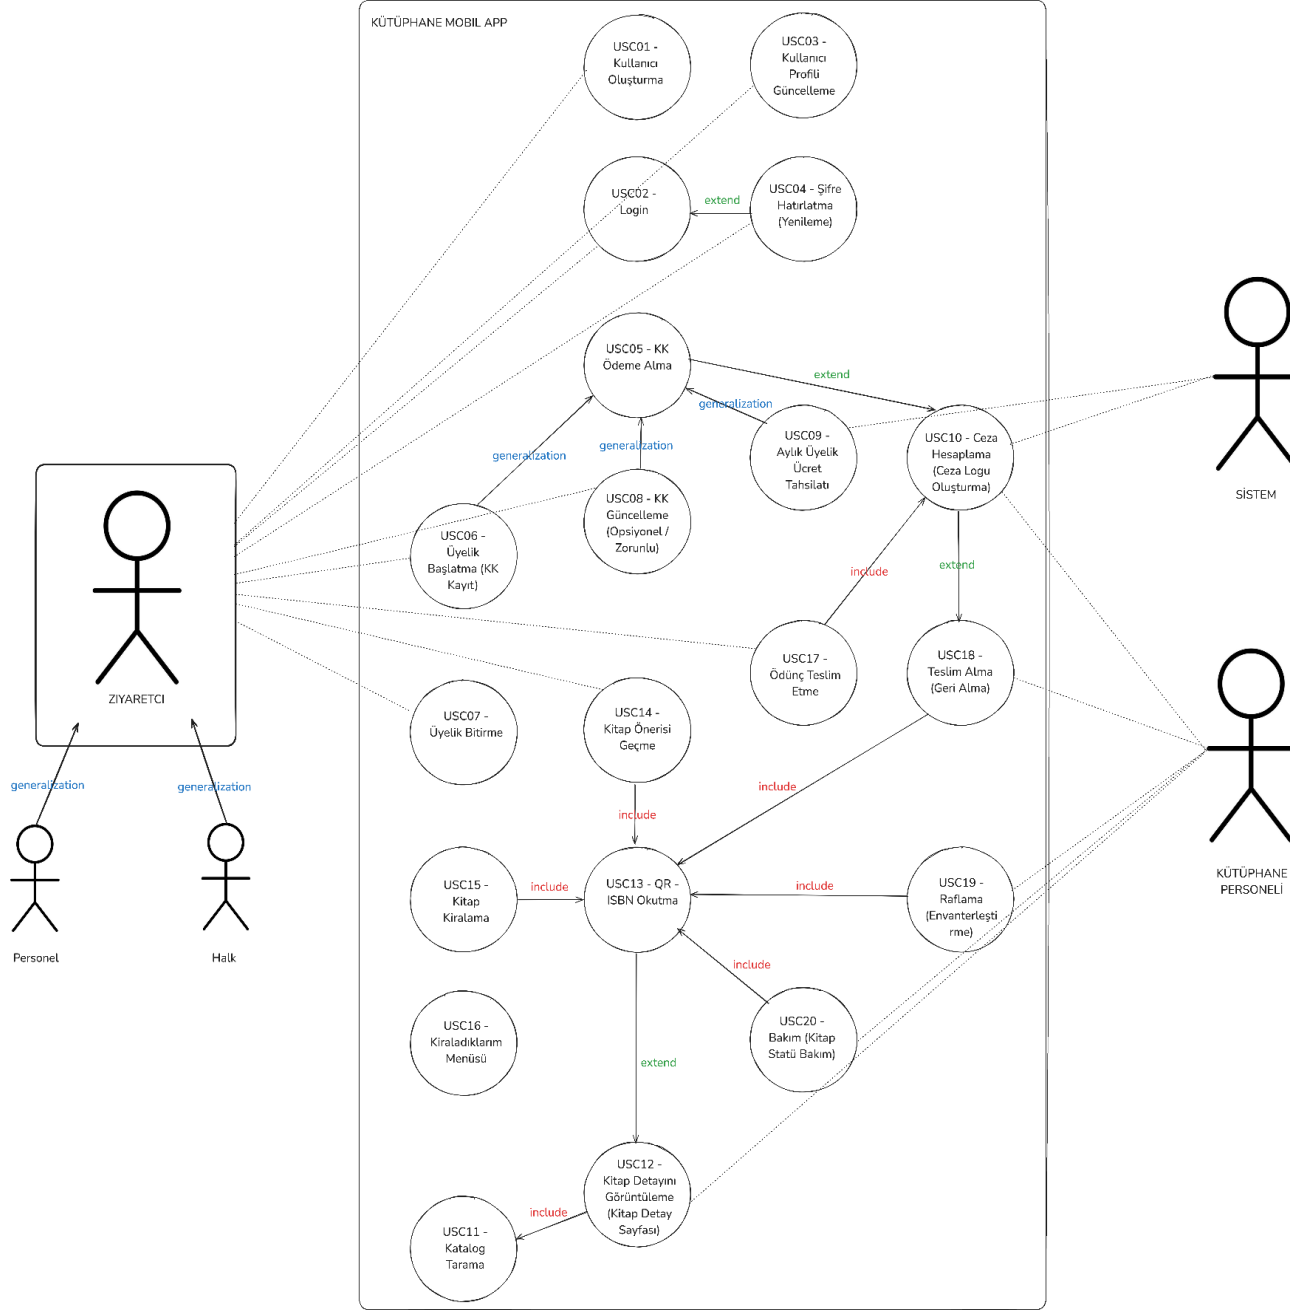 KÜTÜPHANE MOBIL APP
USC01 -
Kullanıcı
Oluşturma
USC03 -
Kullanıcı
Profili
Güncelleme
USC02 -
Login
extend
USC04 - Şifre
Hatırlatma
(Yenileme)
USC05 - KK
Ödeme Alma
extend
generalization
generalization
generalization
USC09 -
Aylık Üyelik
Ücret
Tahsilatı
USC10 - Ceza
Hesaplama
(Ceza Logu
Oluşturma)
SİSTEM
USC08 - KK
Güncelleme
(Opsiyonel /
Zorunlu)
USC06 -
Üyelik
Başlatma (KK
Kayıt)
include
extend
USC17 -
Ödünç Teslim
Etme
USC18 -
Teslim Alma
(Geri Alma)
ZIYARETCI
USC07 -
Üyelik Bitirme
USC14 -
Kitap Önerisi
Geçme
generalization
generalization
include
include
Personel
Halk
KÜTÜPHANE
PERSONELİ
USC15 -
Kitap
Kiralama
include
USC13 - QR -
ISBN Okutma
include
USC19 -
Raflama
(Envanterleşti
rme)
include
USC16 -
Kiraladıklarım
Menüsü
USC20 -
Bakım (Kitap
Statü Bakım)
extend
USC12 -
Kitap Detayını
Görüntüleme
(Kitap Detay
Sayfası)
include
USC11 -
Katalog
Tarama